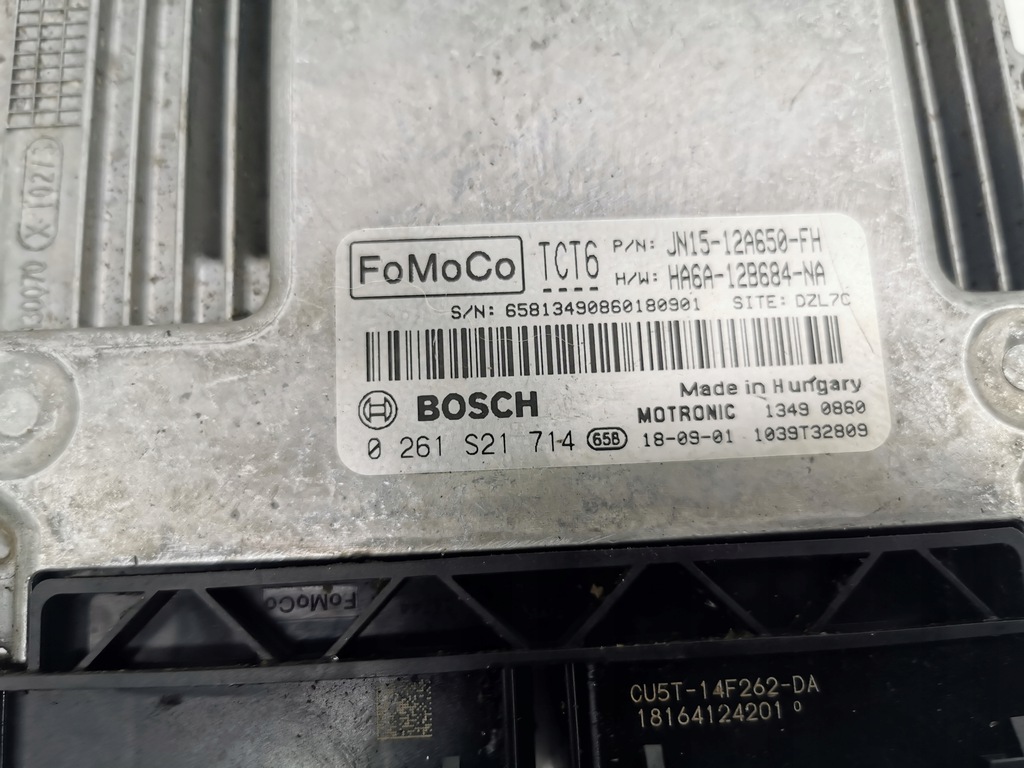 FoMoCo TCT6 P/N: JN15-12A650-FH
H/W: HA6A-12B684-NA
S/N: 65813490860180901 SITE: DZL7C
Made in Hungary
BOSCH MOTRONIC 1349 0860
0 261 S21 714 658 18-09-01 1039T32809
FoMoCo
CU5T-14F262-DA
18164124201